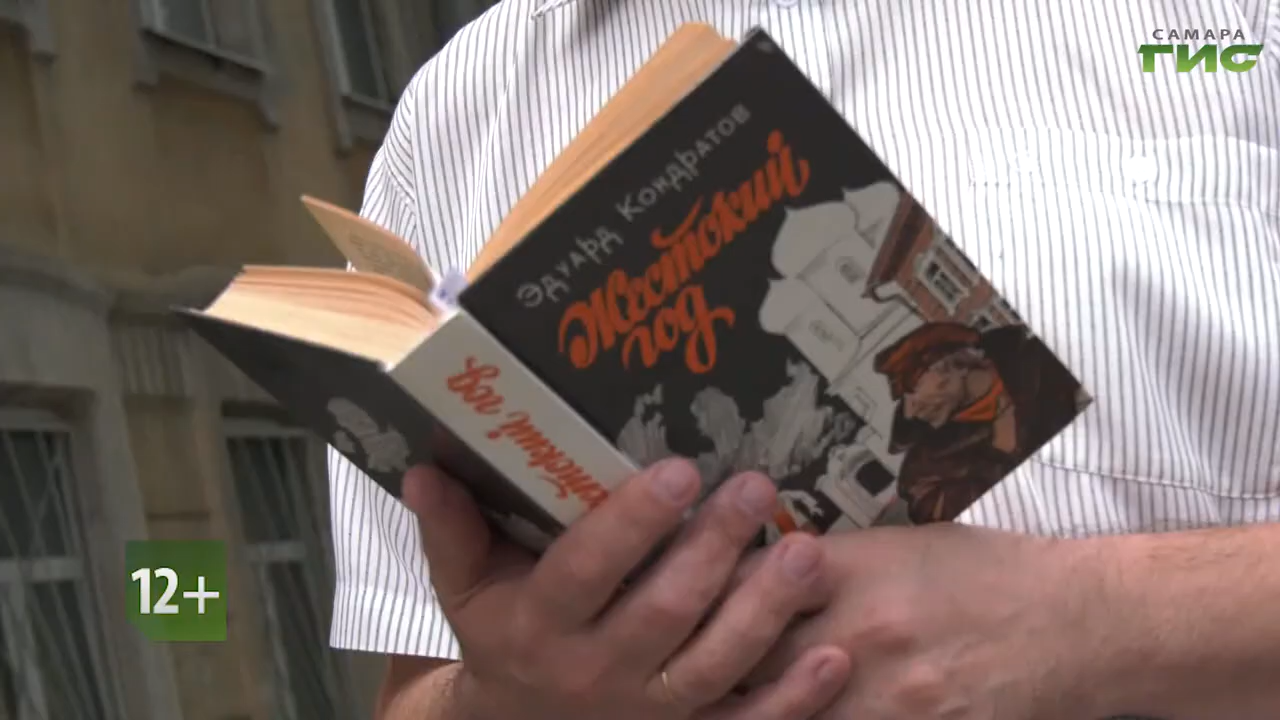 САМАРА
ГИС
Эдуард Кондратов
Жестокий
год
Жестокий год
12+